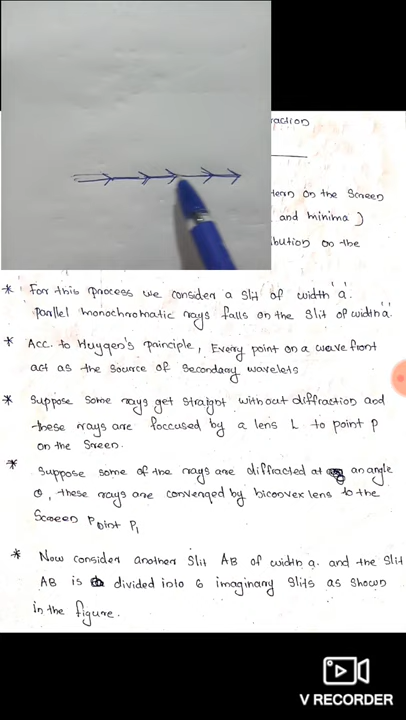 raction
tern on the Screen
and minima )
bution on the
* For this process we consider a slit of width 'a'.
parllel monochromatic rays falls on the slit of width 'a'.
* Acc. to Huygen's principle, Every point on a wave front
act as the source of secondary wavelets
* Suppose some rays get straight without diffraction and
these rays are foccused by a lens L to point P
on the Sreen.
* Suppose some of the rays are diffracted at an angle
θ, these rays are converged by biconvex lens to the
Screen Point P₁
* Now consider another slit AB of width a. and the slit
AB is divided into 6 imaginary slits as shown
in the figure.
V RECORDER